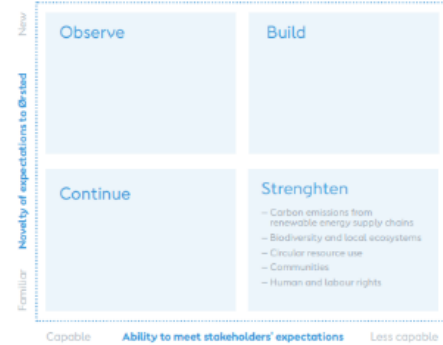 New
Novelty of expectations to Ørsted
Familiar
Observe
Build
Continue
Strenghten
– Carbon emissions from
renewable energy supply chains
– Biodiversity and local ecosystems
– Circular resource use
– Communities
– Human and labour rights
Capable
Ability to meet stakeholders' expectations
Less capable